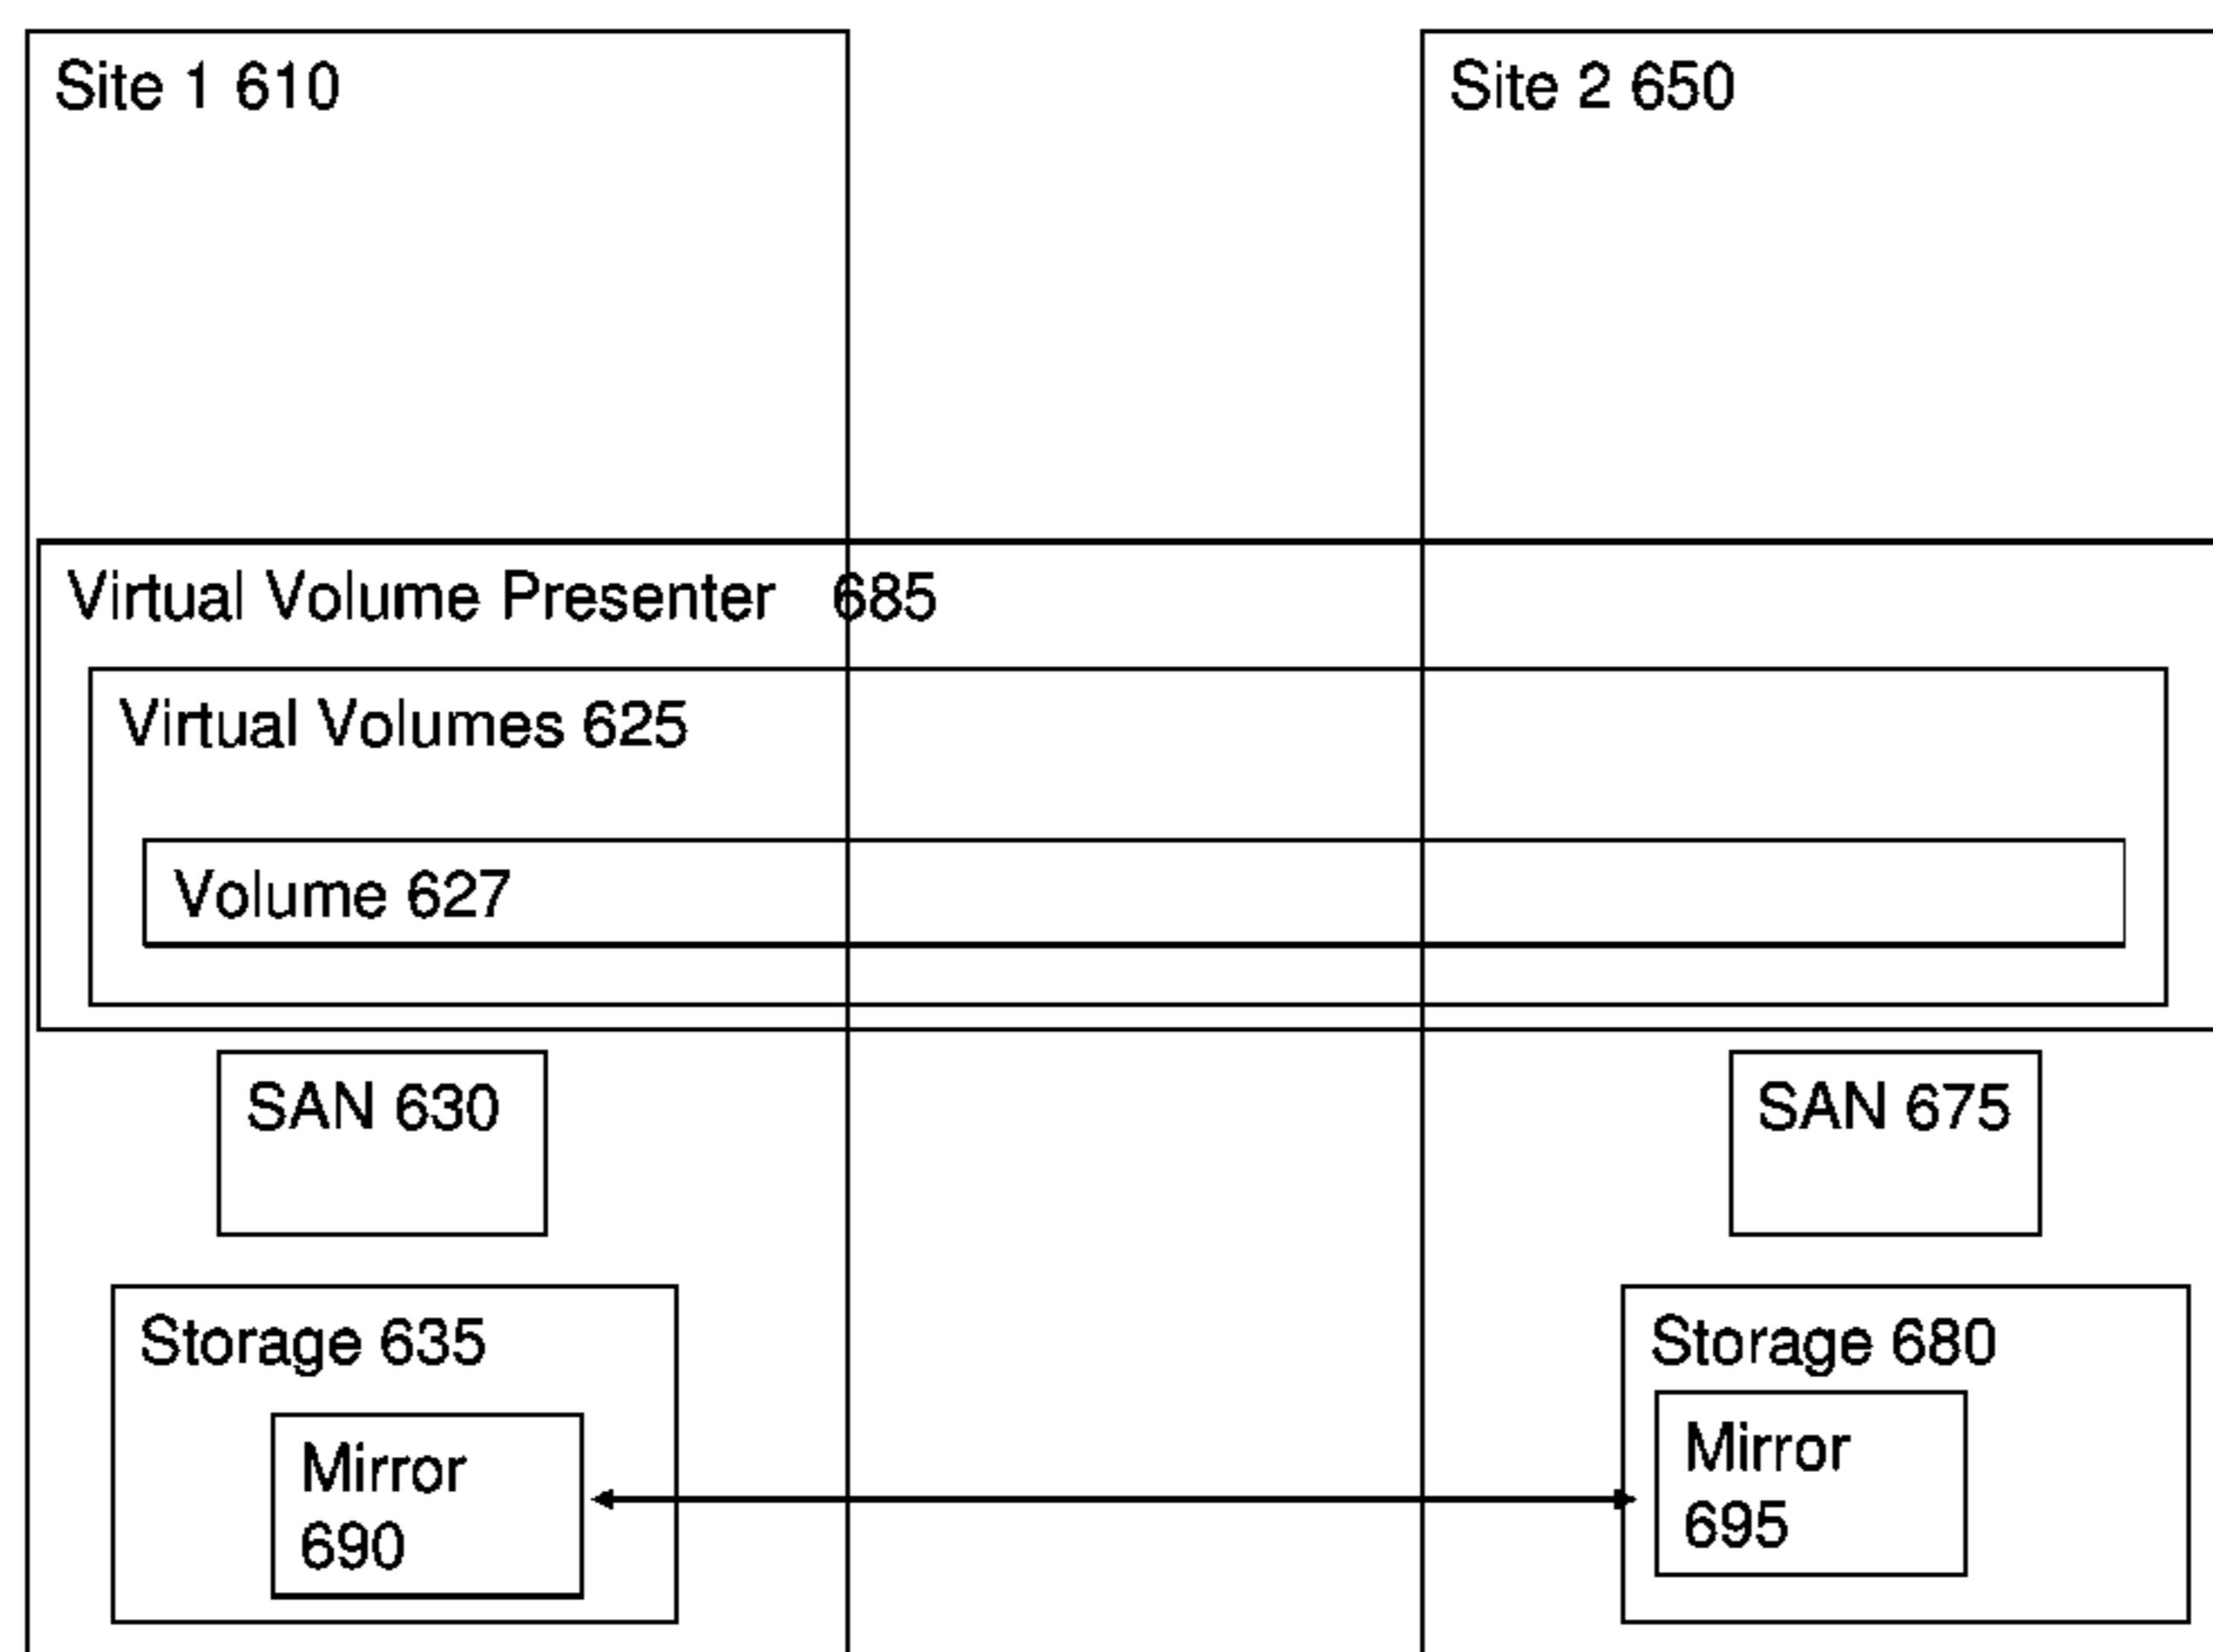 Site 1 610
Site 2 650
Virtual Volume Presenter 685
Virtual Volumes 625
Volume 627
SAN 630
SAN 675
Storage 635
Storage 680
Mirror
690
Mirror
695